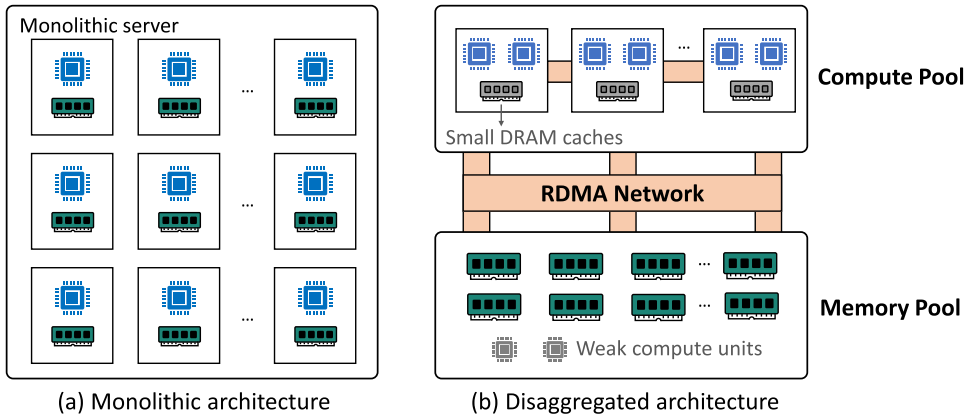 Monolithic server
...
...
...
(a) Monolithic architecture
...
Small DRAM caches
Compute Pool
RDMA Network
...
...
Weak compute units
Memory Pool
(b) Disaggregated architecture